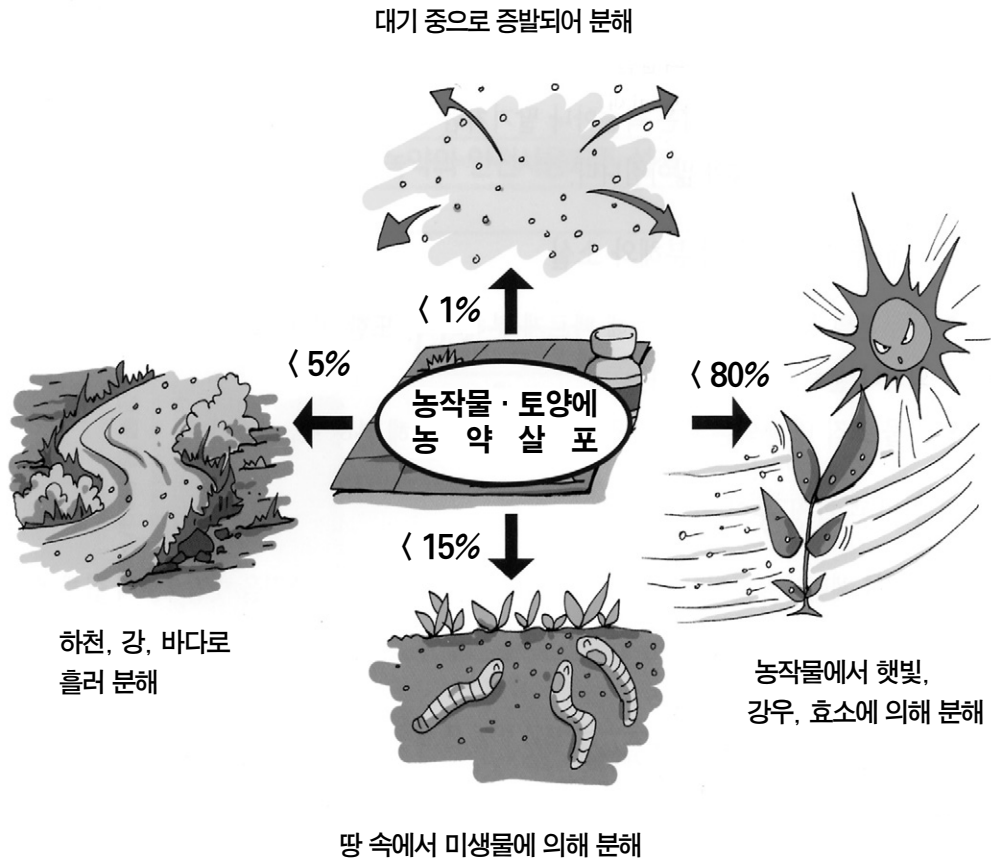 대기 중으로 증발되어 분해
< 1%
< 5%
< 80%
농작물 · 토양에
농 약 살 포
< 15%
하천, 강, 바다로
흘러 분해
농작물에서 햇빛,
강우, 효소에 의해 분해
땅 속에서 미생물에 의해 분해